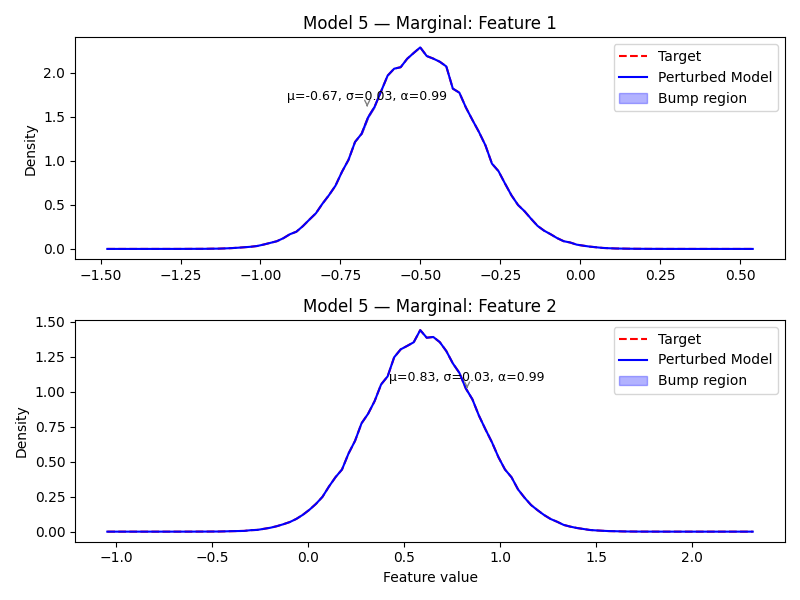 Model 5 — Marginal: Feature 1
Density
2.0
1.5
1.0
0.5
0.0
μ=-0.67, σ=0.03, α=0.99
Target
Perturbed Model
Bump region
−1.50 −1.25 −1.00 −0.75 −0.50 −0.25 0.00 0.25 0.50
Model 5 — Marginal: Feature 2
Density
1.50
1.25
1.00
0.75
0.50
0.25
0.00
μ=0.83, σ=0.03, α=0.99
Target
Perturbed Model
Bump region
−1.0 −0.5 0.0 0.5 1.0 1.5 2.0
Feature value